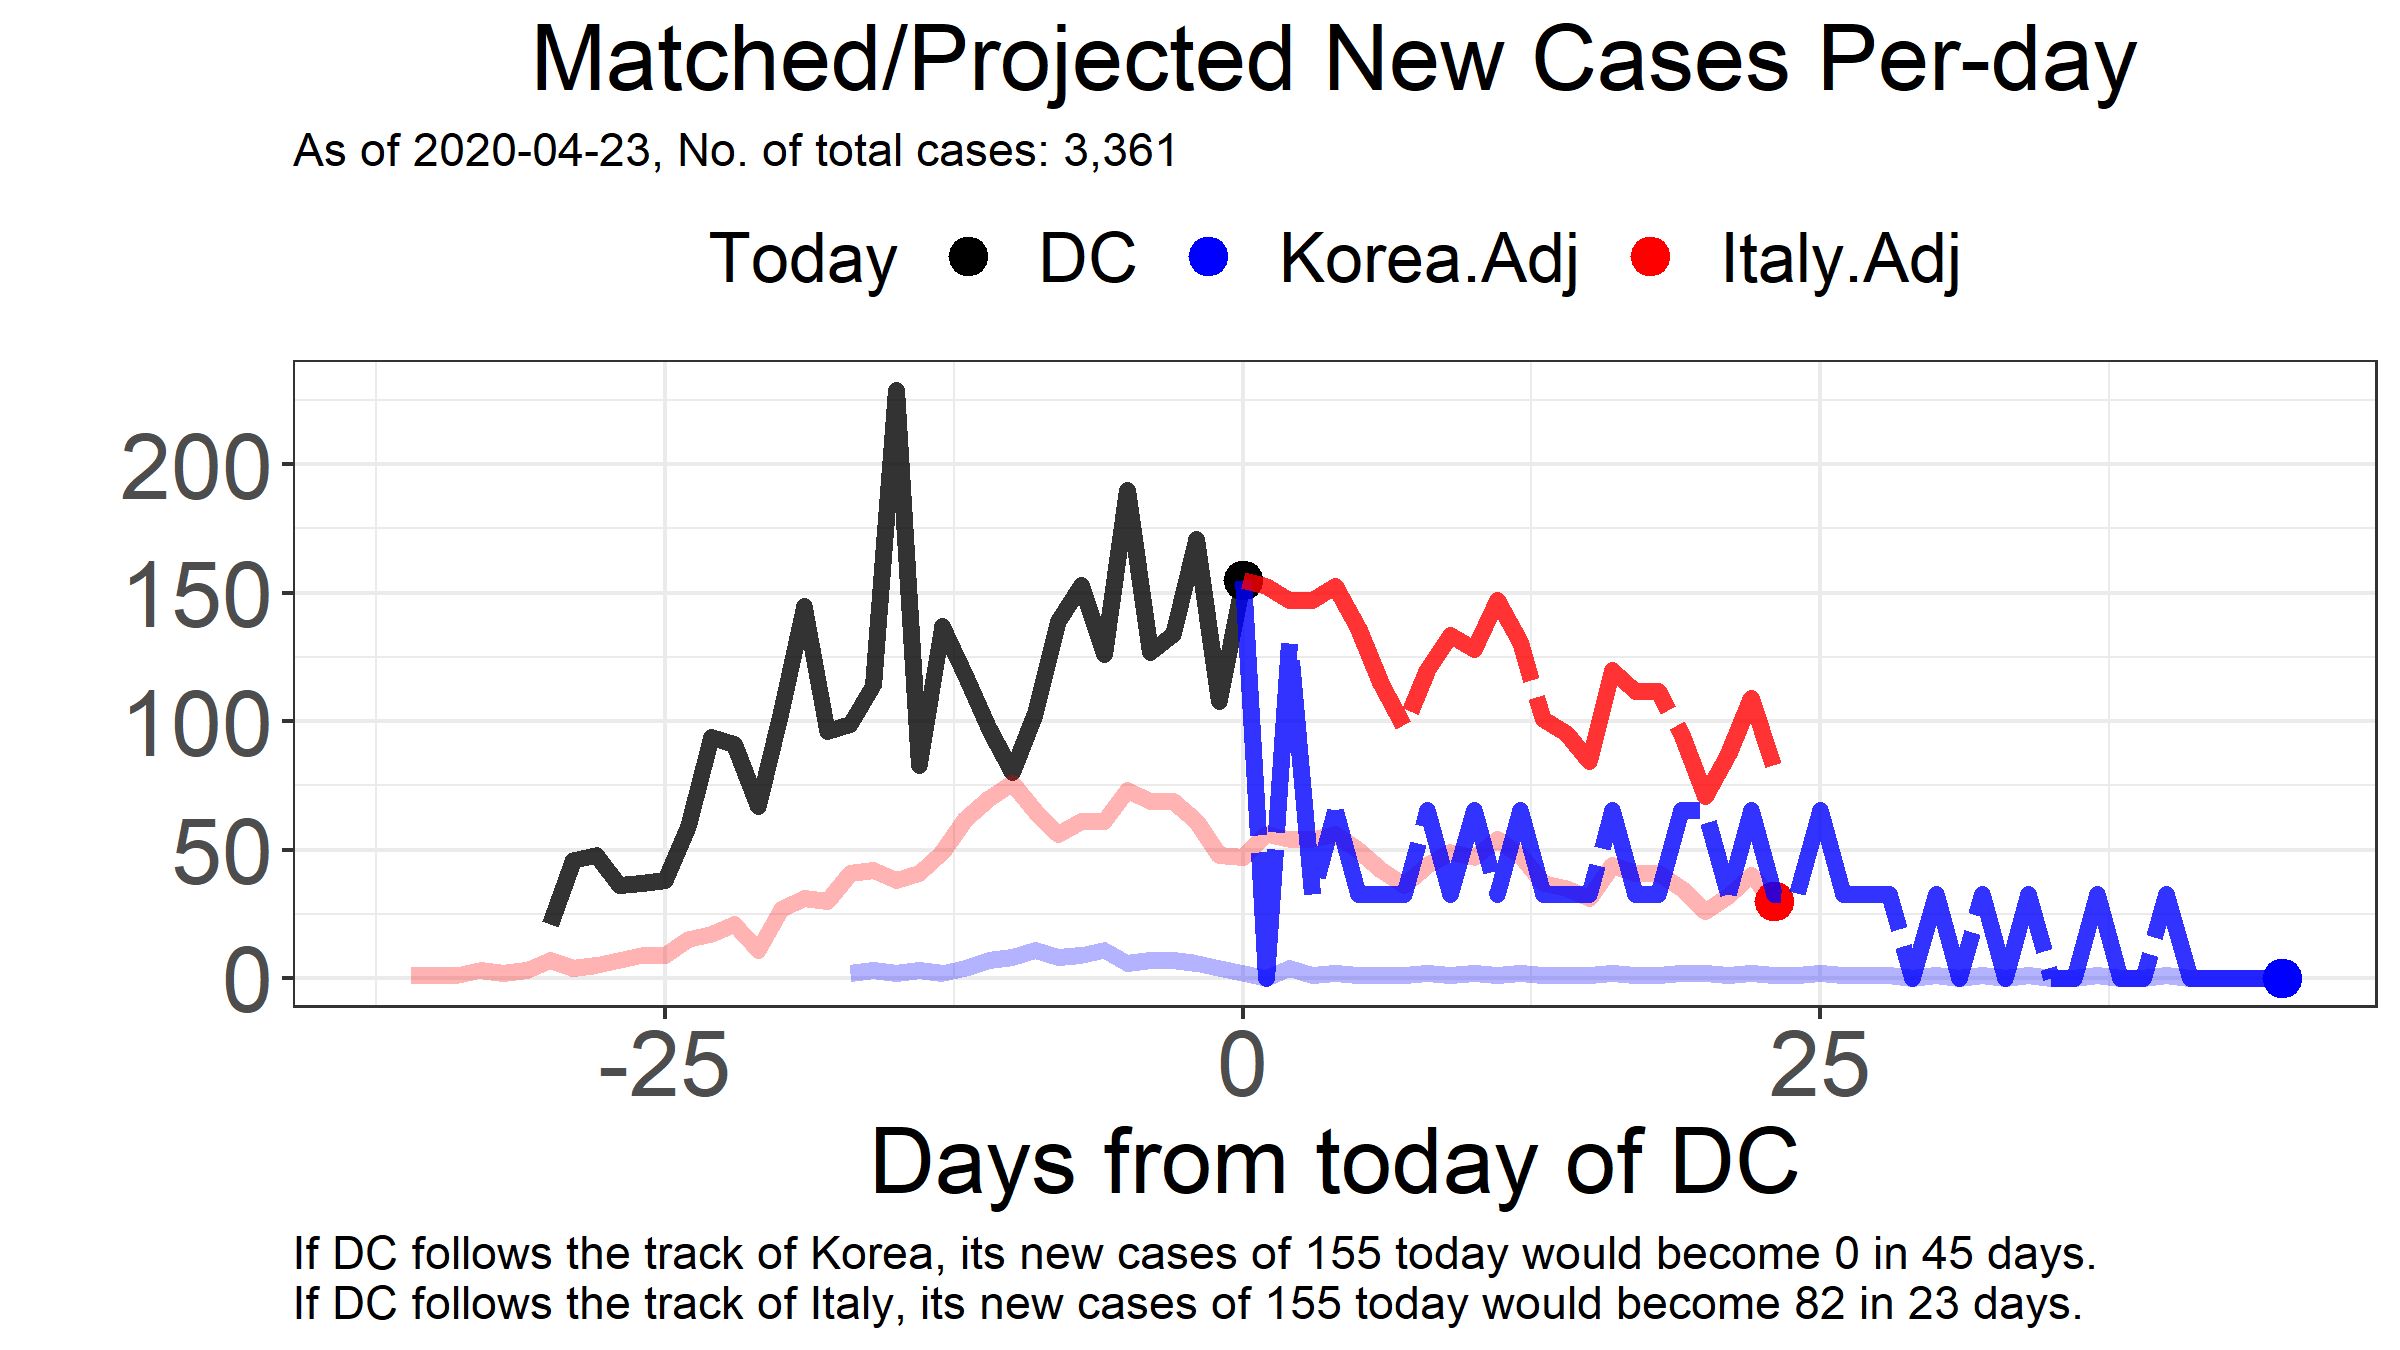 Matched/Projected New Cases Per-day
As of 2020-04-23, No. of total cases: 3,361
Today DC Korea.Adj Italy.Adj
200
150
100
50
0
-25 0 25
Days from today of DC
If DC follows the track of Korea, its new cases of 155 today would become 0 in 45 days.
If DC follows the track of Italy, its new cases of 155 today would become 82 in 23 days.